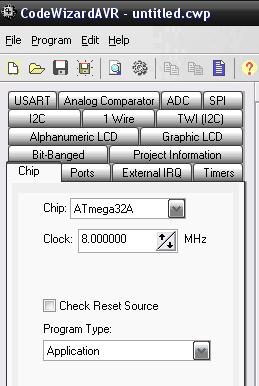 CodeWizardAVR - untitled.cwp
File Program Edit Help
USART Analog Comparator ADC SPI
I2C 1 Wire TWI (I2C)
Alphanumeric LCD Graphic LCD
Bit-Banged Project Information
Chip Ports External IRQ Timers
Chip: ATmega32A
Clock: 8.000000 MHz
Check Reset Source
Program Type:
Application